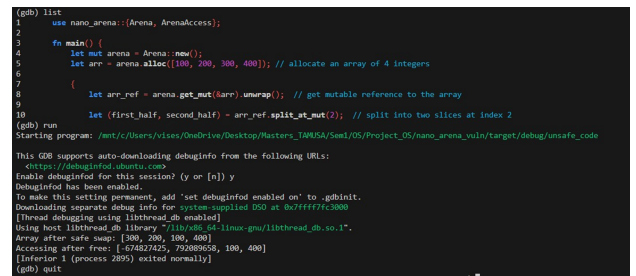 (gdb) list
1 use nano_arena::{Arena, ArenaAccess};
2
3 fn main() {
4 let mut arena = Arena::new();
5 let arr = arena.alloc([100, 200, 300, 400]); // allocate an array of 4 integers
6
7 {
8 let arr_ref = arena.get_mut(&arr).unwrap(); // get mutable reference to the array
9
10 let (first_half, second_half) = arr_ref.split_at_mut(2); // split into two slices at index 2
(gdb) run
Starting program: /mnt/c/Users/vises/OneDrive/Desktop/Masters_TAMUSA/Sem1/OS/Project_OS/nano_arena_vuln/target/debug/unsafe_code

This GDB supports auto-downloading debuginfo from the following URLs:
<https://debuginfod.ubuntu.com>
Enable debuginfod for this session? (y or [n]) y
Debuginfod has been enabled.
To make this setting permanent, add 'set debuginfod enabled on' to .gdbinit.
Downloading separate debug info for system-supplied DSO at 0x7ffff7fc3000
[Thread debugging using libthread_db enabled]
Using host libthread_db library "/lib/x86_64-linux-gnu/libthread_db.so.1".
Array after safe swap: [300, 200, 100, 400]
Accessing after free: [-674827425, 792089658, 100, 400]
[Inferior 1 (process 2895) exited normally]
(gdb) quit